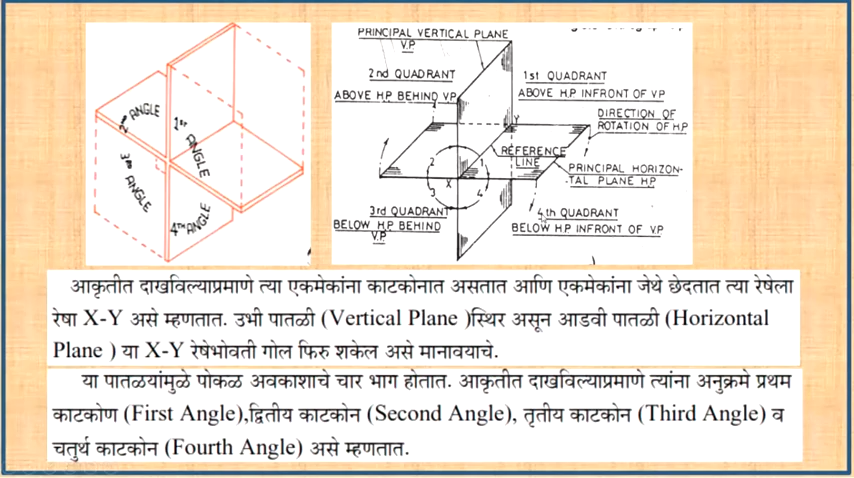 2ND ANGLE
1ST ANGLE
3RD ANGLE
4TH ANGLE
PRINCIPAL VERTICAL PLANE
V.P.
2nd QUADRANT
ABOVE H.P BEHIND V.P.
1st QUADRANT
ABOVE H.P INFRONT OF V.P
DIRECTION OF
ROTATION OF H.P
Y
REFERENCE
LINE
PRINCIPAL HORIZON-
TAL PLANE H.P
2
1
X
3
4
3rd QUADRANT
BELOW H.P BEHIND
V.P.
4th QUADRANT
BELOW H.P INFRONT OF V.P
आकृतीत दाखविल्याप्रमाणे त्या एकमेकांना काटकोनात असतात आणि एकमेकांना जेथे छेदतात त्या रेषेला
रेषा X-Y असे म्हणतात. उभी पातळी (Vertical Plane )स्थिर असून आडवी पातळी (Horizontal
Plane ) या X-Y रेषेभोवती गोल फिरु शकेल असे मानावयाचे.
या पातळयांमुळे पोकळ अवकाशाचे चार भाग होतात. आकृतीत दाखविल्याप्रमाणे त्यांना अनुक्रमे प्रथम
काटकोण (First Angle),द्वितीय काटकोन (Second Angle), तृतीय काटकोन (Third Angle) व
चतुर्थ काटकोन (Fourth Angle) असे म्हणतात.